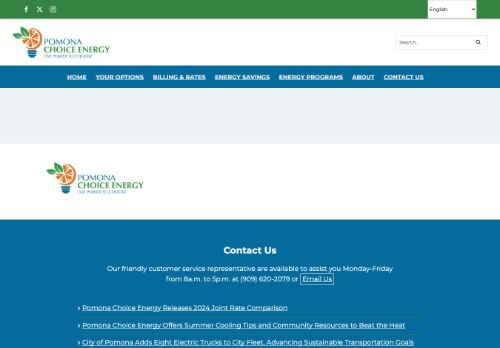 English
POMONA
CHOICE ENERGY
THE POWER TO CHOOSE
Search...
HOME YOUR OPTIONS BILLING & RATES ENERGY SAVINGS ENERGY PROGRAMS ABOUT CONTACT US
POMONA
CHOICE ENERGY
THE POWER TO CHOOSE
Contact Us
Our friendly customer service representative are available to assist you Monday-Friday
from 8a.m. to 5p.m. at (909) 620-2079 or Email Us
Pomona Choice Energy Releases 2024 Joint Rate Comparison
Pomona Choice Energy Offers Summer Cooling Tips and Community Resources to Beat the Heat
City of Pomona Adds Eight Electric Trucks to City Fleet, Advancing Sustainable Transportation Goals